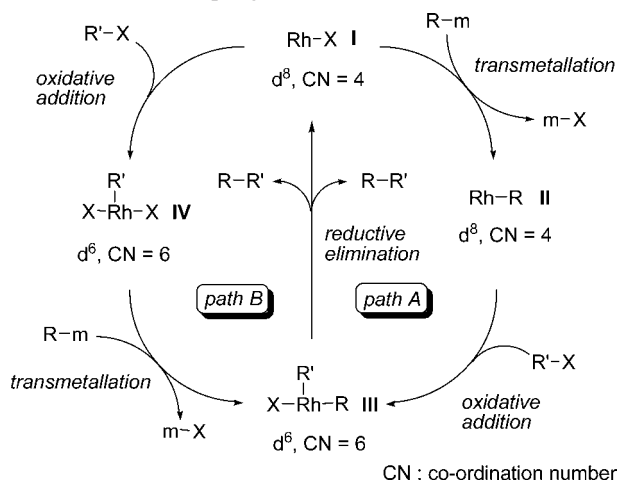 R'–X
Rh–X I
R–m
oxidative
addition
d⁸, CN = 4
transmetallation
m–X
R'
X–Rh–X IV
d⁶, CN = 6
R–R'
R–R'
Rh–R II
d⁸, CN = 4
reductive
elimination
path B
path A
R–m
transmetallation
m–X
R'
X–Rh–R III
d⁶, CN = 6
R'–X
oxidative
addition
CN : co-ordination number